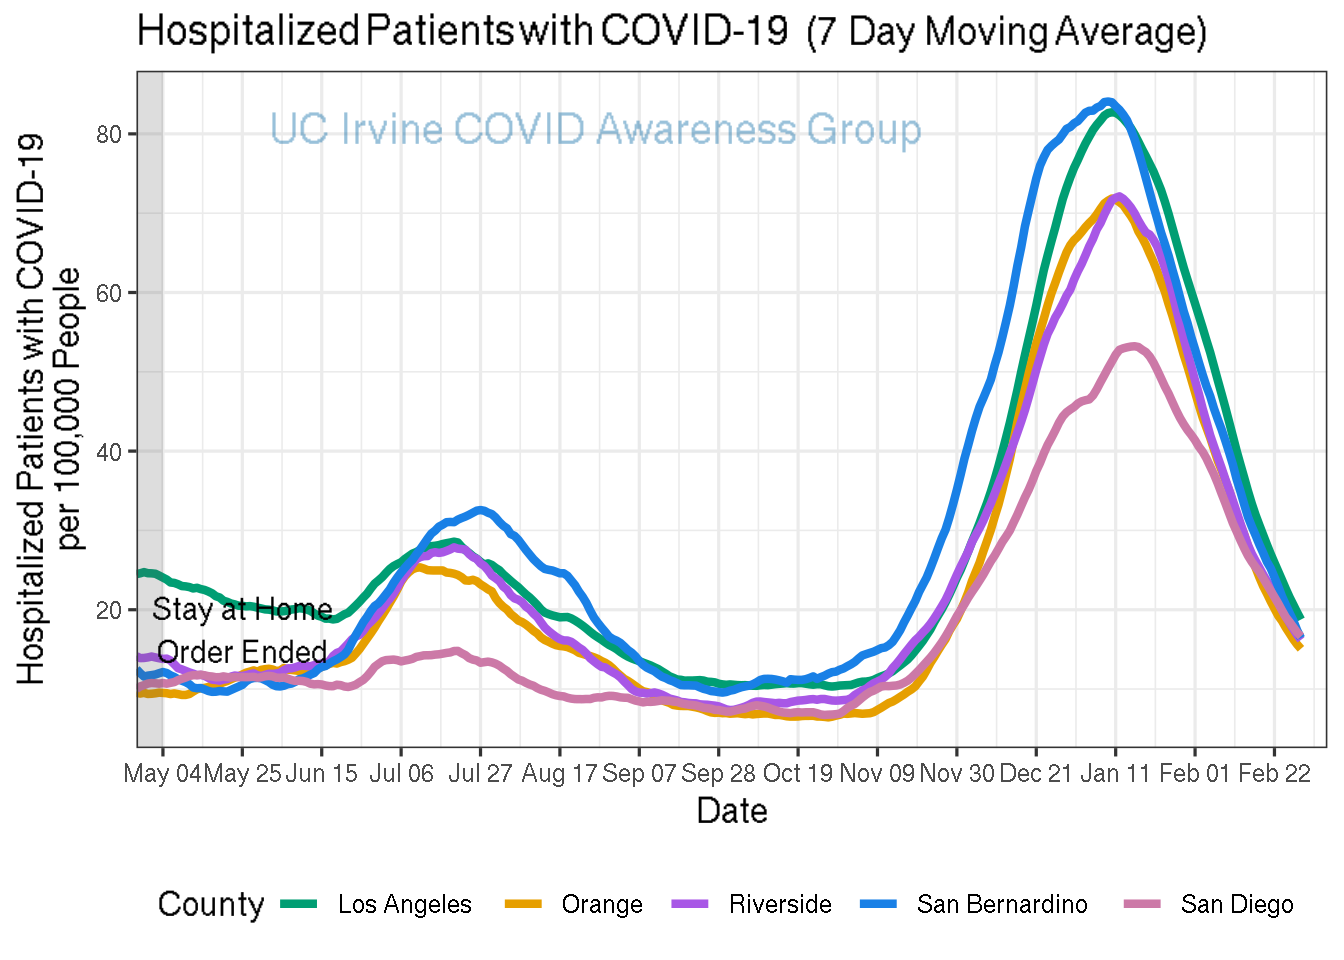 Hospitalized Patients with COVID-19 (7 Day Moving Average)
UC Irvine COVID Awareness Group
Hospitalized Patients with COVID-19
per 100,000 People
80
60
40
20
Stay at Home
Order Ended
May 04 May 25 Jun 15 Jul 06 Jul 27 Aug 17 Sep 07 Sep 28 Oct 19 Nov 09 Nov 30 Dec 21 Jan 11 Feb 01 Feb 22
Date
County Los Angeles Orange Riverside San Bernardino San Diego